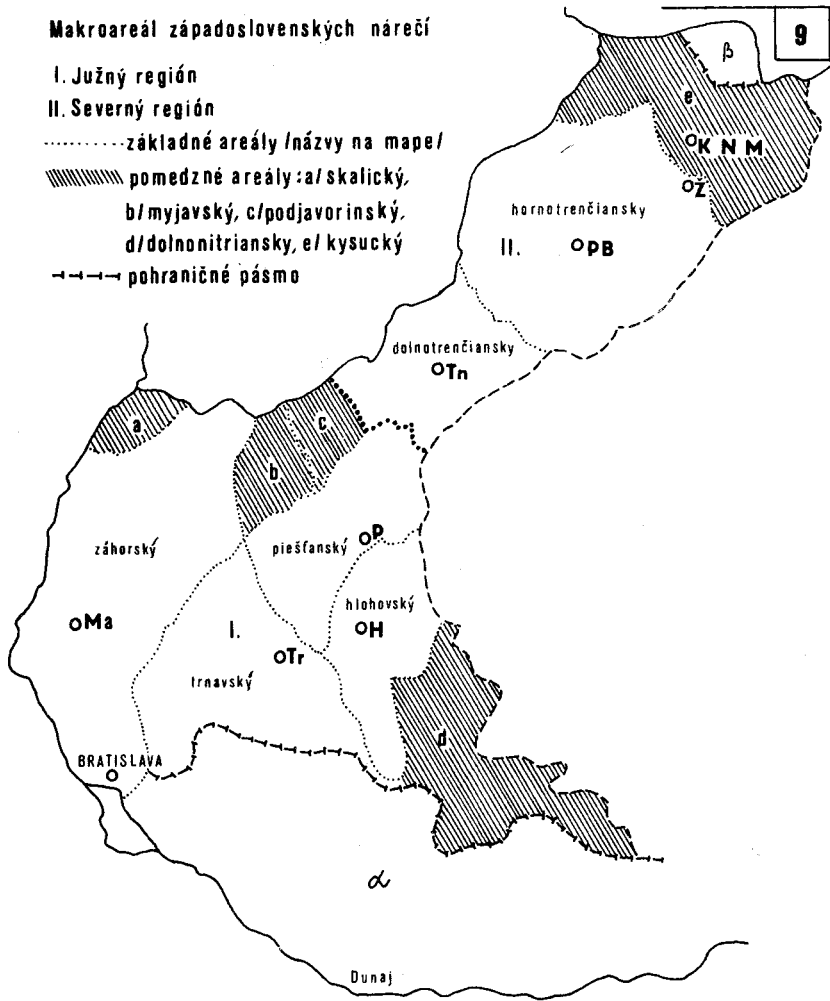 Makroareál západoslovenských nárečí
9
I. Južný región
II. Severný región
základné areály /názvy na mape/
pomedzné areály: a/ skalický,
b/ myjavský, c/ podjavorinský,
d/ dolnonitriansky, e/ kysucký
pohraničné pásmo
β
e
K N M
Ž
hornotrenčiansky
II.
PB
dolnotrenčiansky
Tn
a
c
b
P
záhorský
piešťanský
hlohovský
Ma
I.
H
Tr
trnavský
d
BRATISLAVA
α
Dunaj